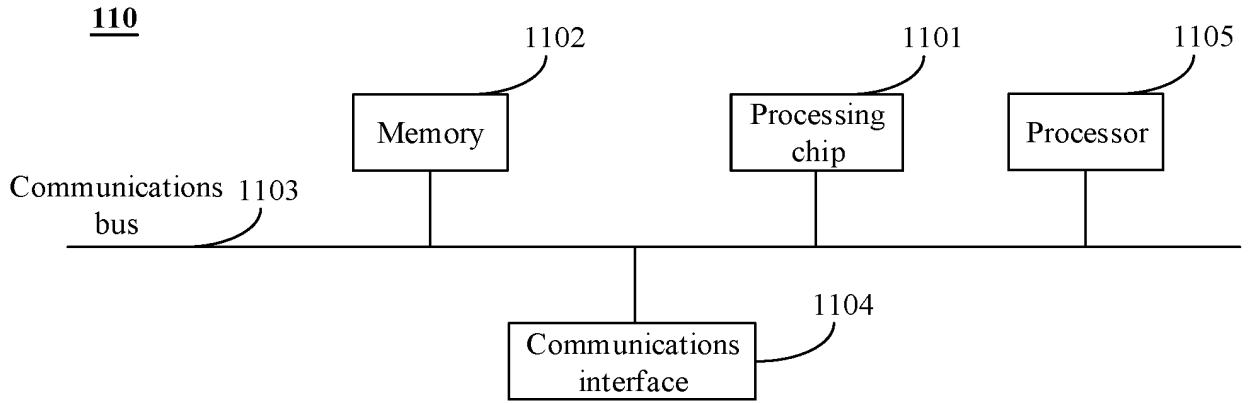 110
1102
1101
1105
Memory
Processing
chip
Processor
Communications
bus
1103
1104
Communications
interface